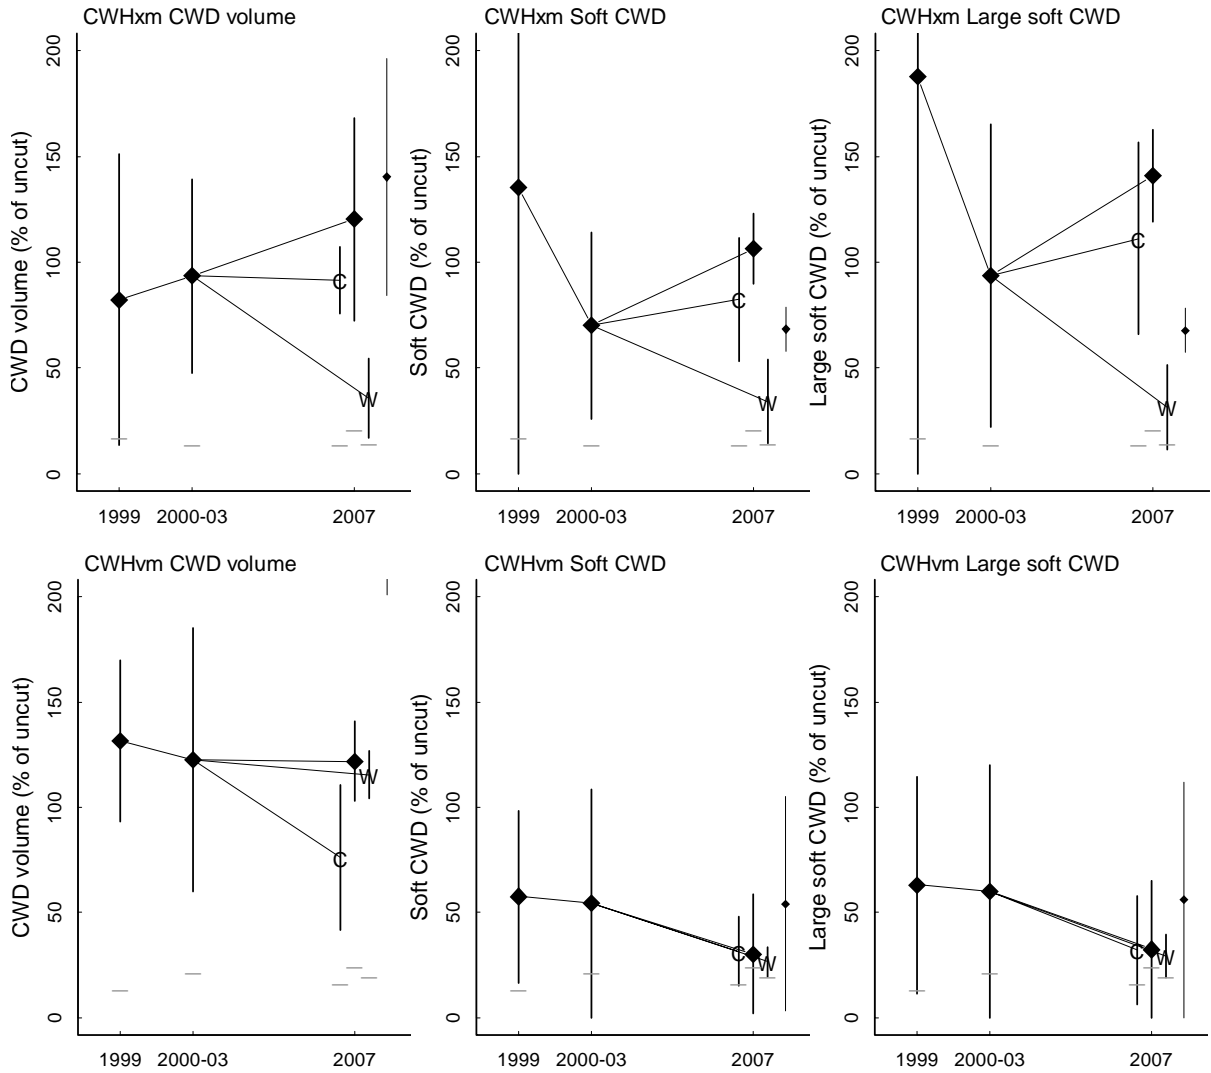 CWHxm CWD volume
CWD volume (% of uncut)
200
150
100
50
0
C
W
1999 2000-03 2007
CWHxm Soft CWD
Soft CWD (% of uncut)
200
150
100
50
0
C
W
1999 2000-03 2007
CWHxm Large soft CWD
Large soft CWD (% of uncut)
200
150
100
50
0
C
W
1999 2000-03 2007
CWHvm CWD volume
CWD volume (% of uncut)
200
150
100
50
0
W
C
1999 2000-03 2007
CWHvm Soft CWD
Soft CWD (% of uncut)
200
150
100
50
0
C
W
1999 2000-03 2007
CWHvm Large soft CWD
Large soft CWD (% of uncut)
200
150
100
50
0
C
W
1999 2000-03 2007